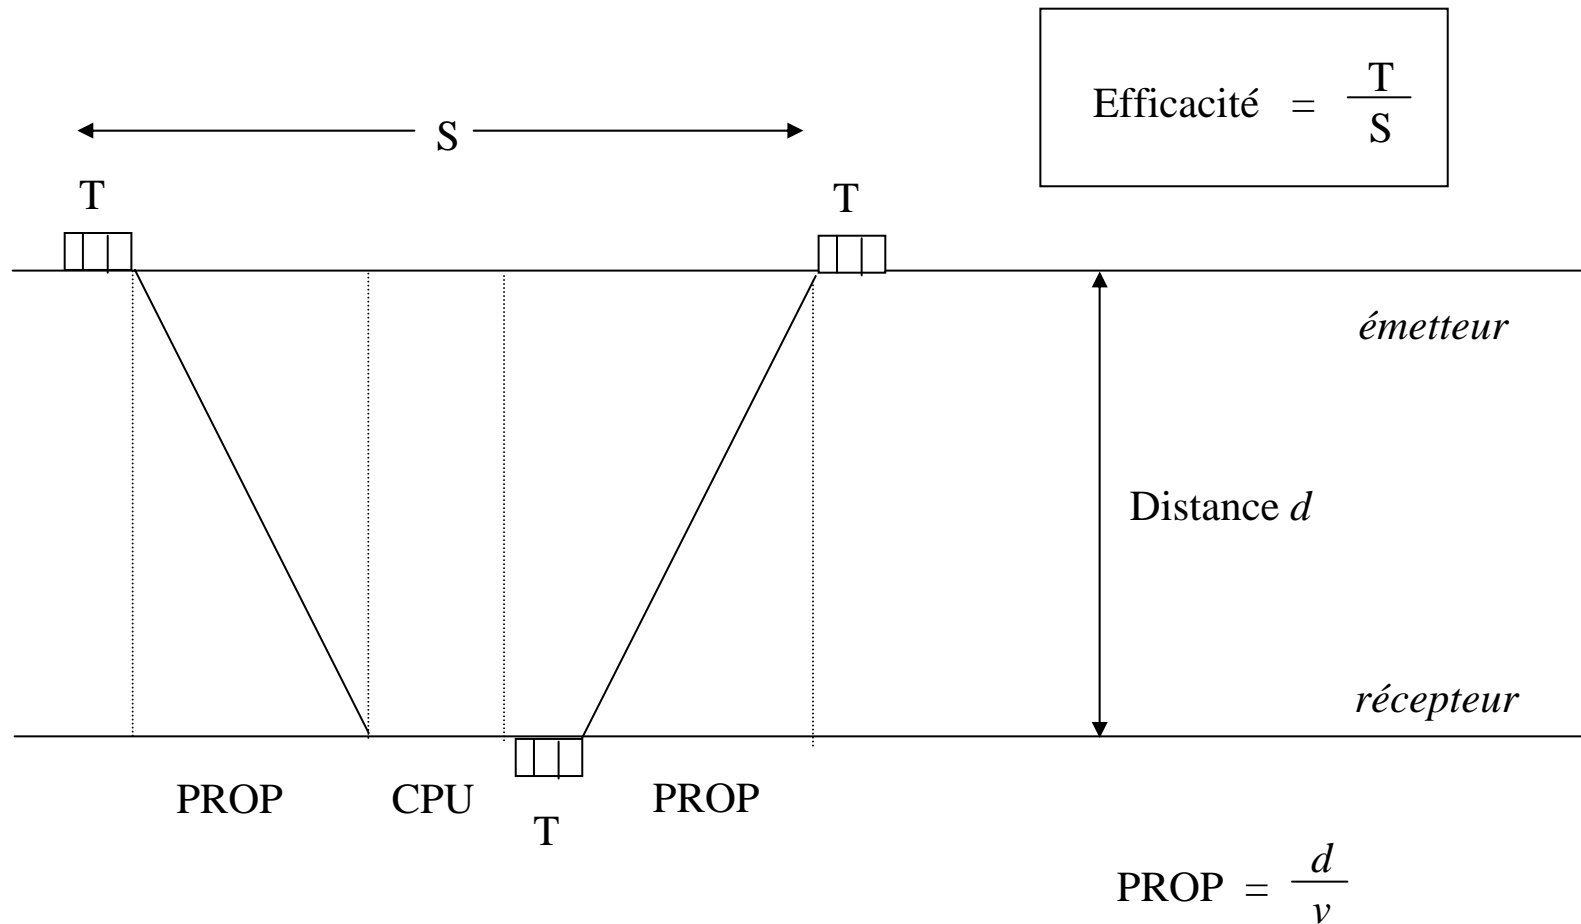 Efficacité = T / S
S
T
T
émetteur
Distance d
récepteur
PROP CPU PROP
T
PROP = d / v